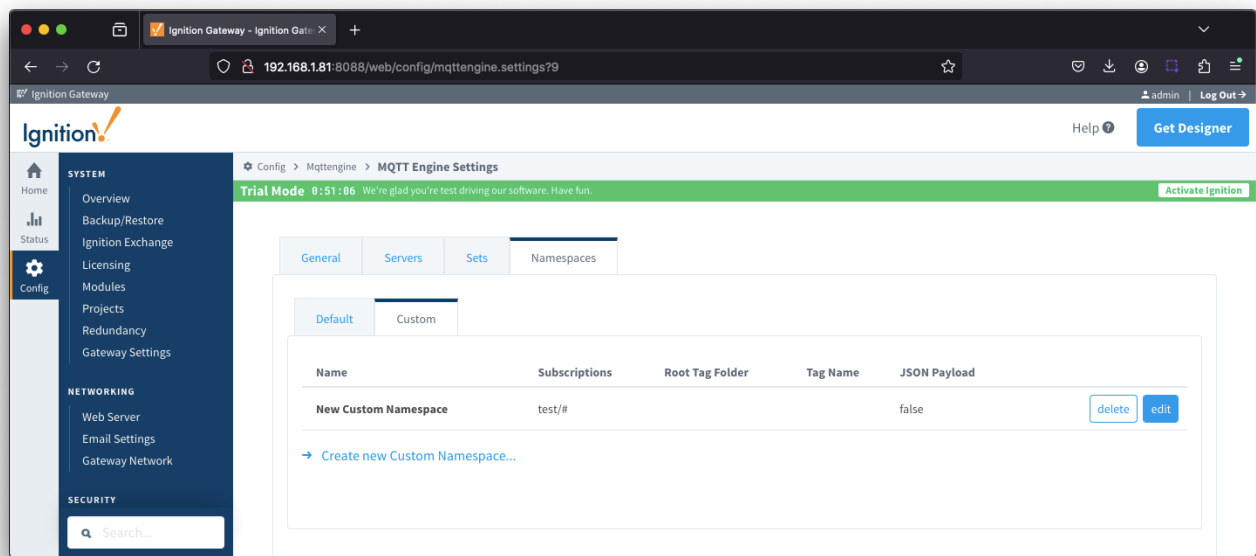 Ignition Gateway - Ignition Gate
192.168.1.81:8088/web/config/mqttengine.settings?9
Ignition Gateway
admin | Log Out
Ignition!
Help
Get Designer
Home
Status
Config
SYSTEM
Overview
Backup/Restore
Ignition Exchange
Licensing
Modules
Projects
Redundancy
Gateway Settings
NETWORKING
Web Server
Email Settings
Gateway Network
SECURITY
Search...
Config > Mqttengine > MQTT Engine Settings
Trial Mode 0:51:06 We're glad you're test driving our software. Have fun.
Activate Ignition
General Servers Sets Namespaces
Default Custom
Name Subscriptions Root Tag Folder Tag Name JSON Payload
New Custom Namespace test/# false delete edit
Create new Custom Namespace...